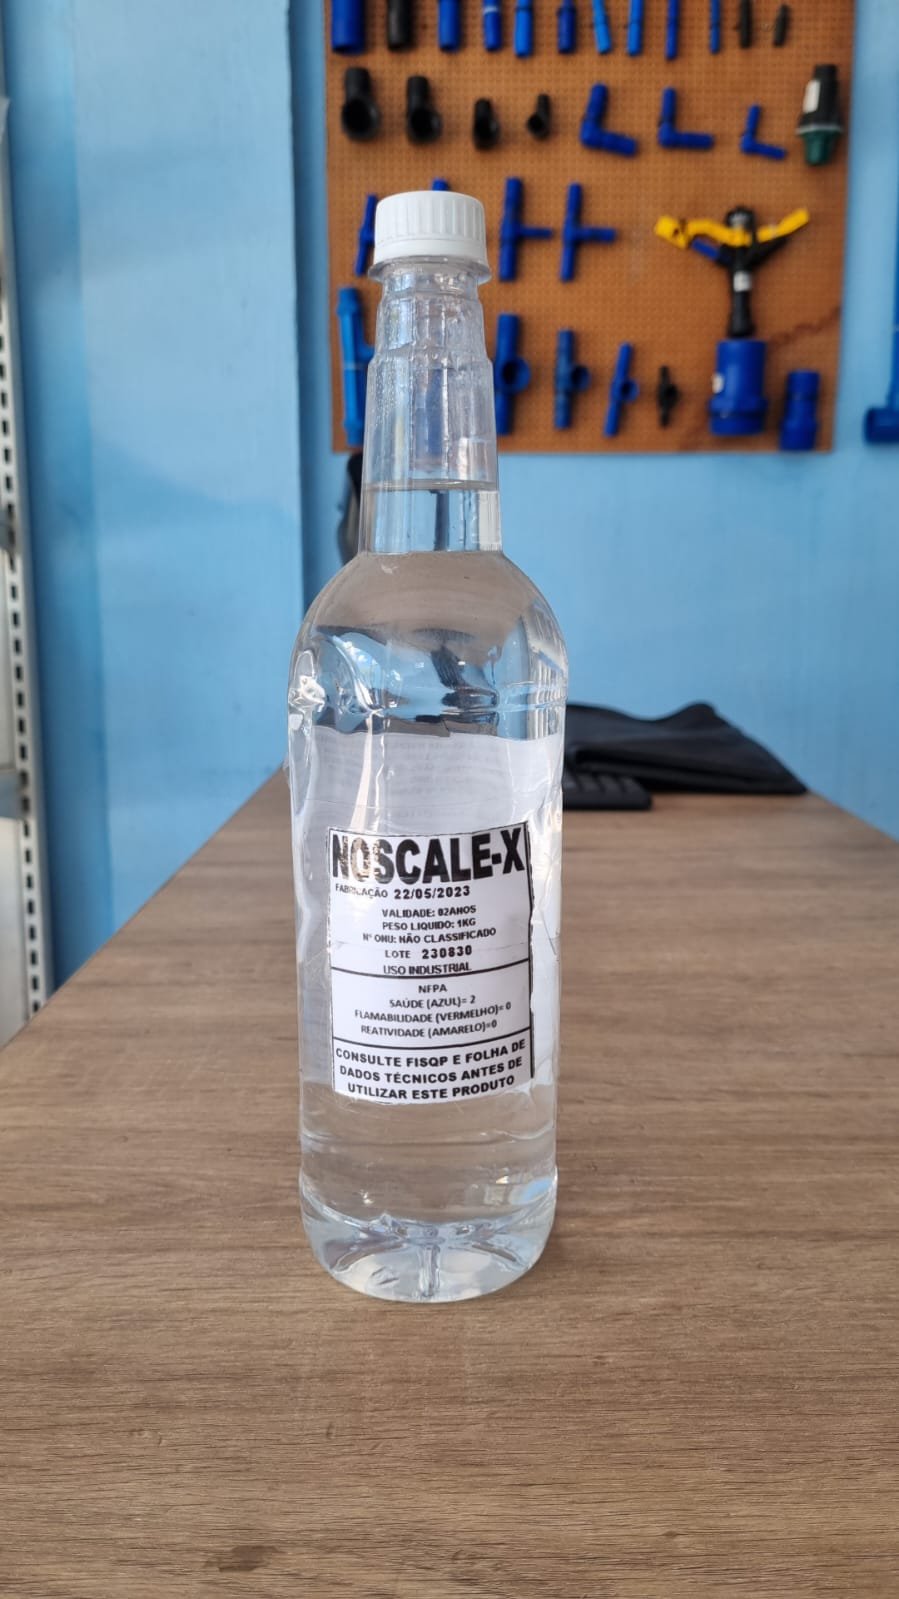 NOSCALE-X
FABRICAÇÃO 22/05/2023
VALIDADE: 02ANOS
PESO LIQUIDO: 1KG
Nº ONU: NÃO CLASSIFICADO
LOTE 230830
USO INDUSTRIAL
NFPA
SAÚDE (AZUL)= 2
FLAMABILIDADE (VERMELHO)= 0
REATIVIDADE (AMARELO)=0
CONSULTE FISQP E FOLHA DE
DADOS TÉCNICOS ANTES DE
UTILIZAR ESTE PRODUTO